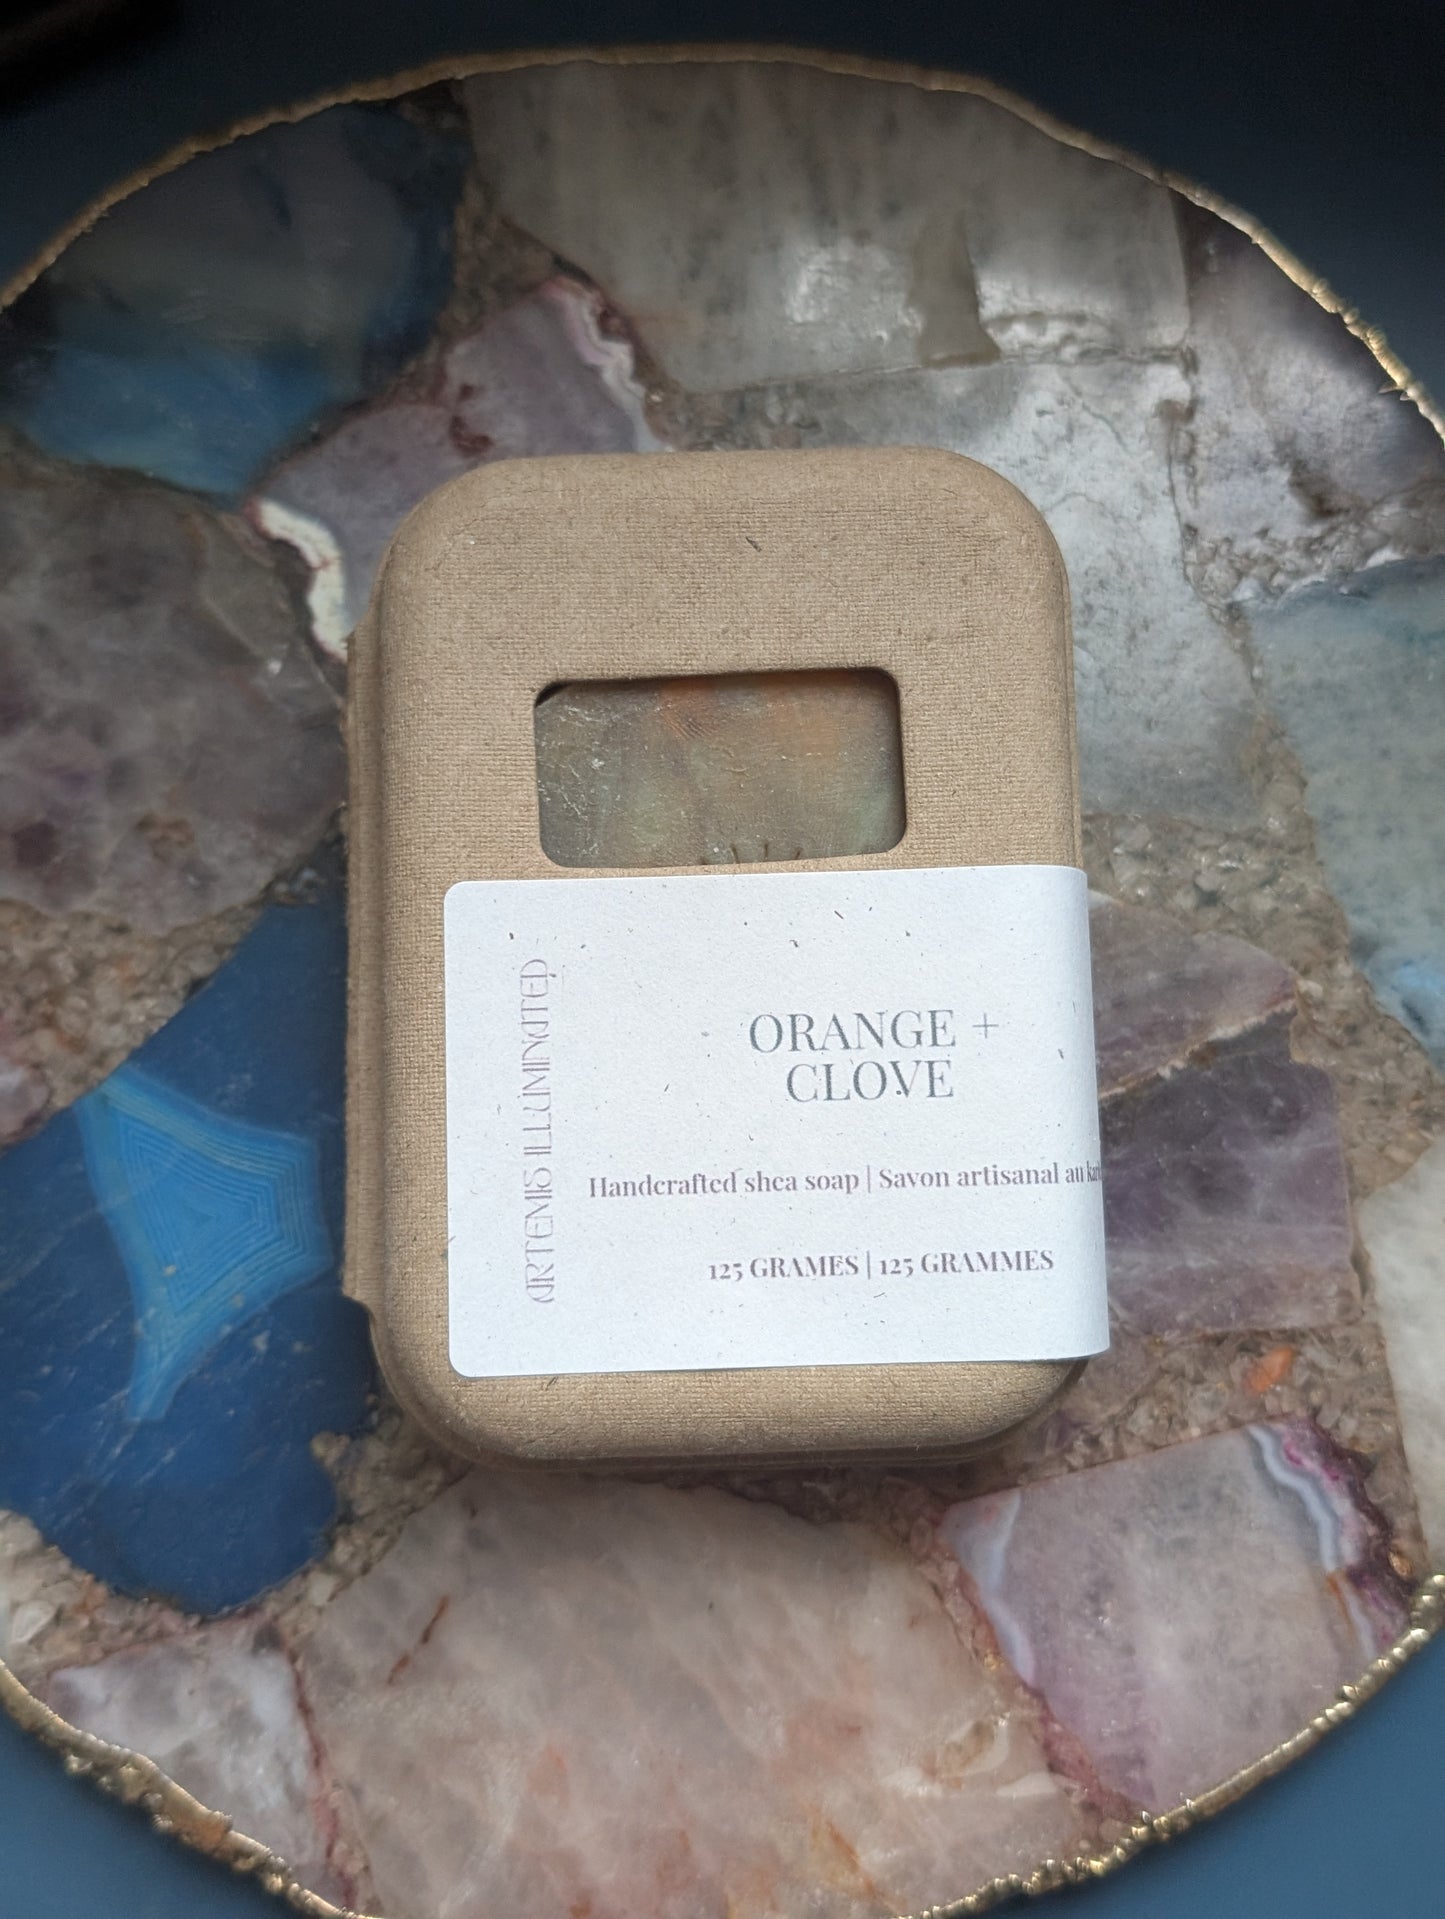 ARTEMIS ILLUMINATED
ORANGE +
CLOVE
Handcrafted shea soap | Savon artisanal au
125 GRAMES | 125 GRAMMES